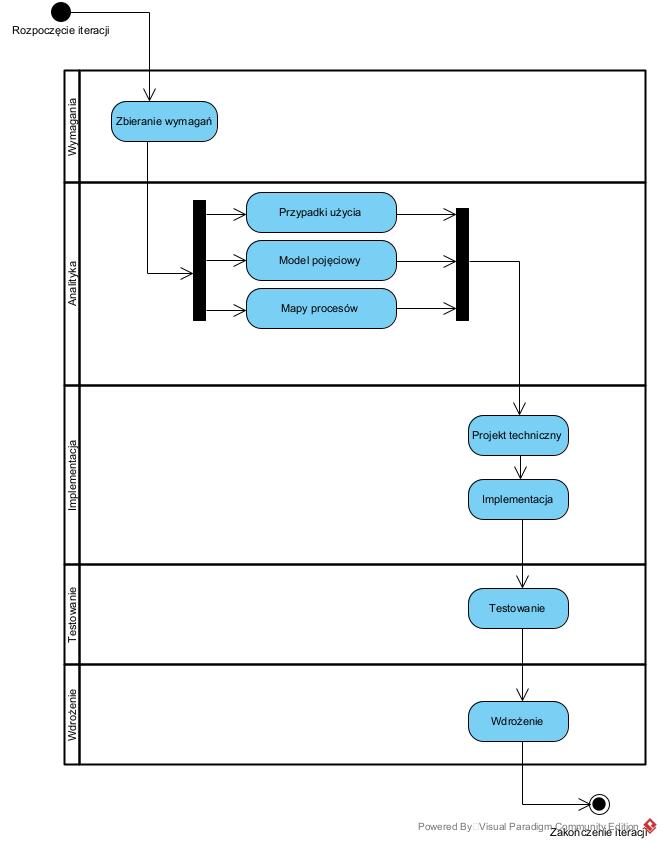 Rozpoczęcie iteracji
Wymagania
Zbieranie wymagań
Analityka
Przypadki użycia
Model pojęciowy
Mapy procesów
Implementacja
Projekt techniczny
Implementacja
Testowanie
Testowanie
Wdrożenie
Wdrożenie
Powered By Visual Paradigm Community Edition
Zakończenie iteracji